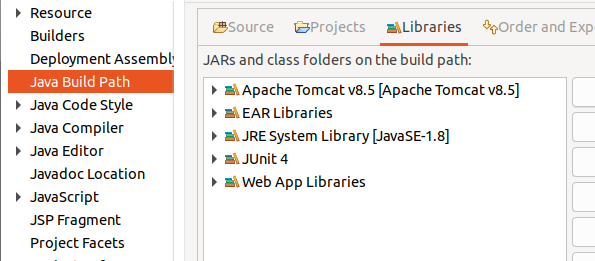 Resource
Builders
Deployment Assembly
Java Build Path
Java Code Style
Java Compiler
Java Editor
Javadoc Location
JavaScript
JSP Fragment
Project Facets
Source Projects Libraries Order and Expo
JARs and class folders on the build path:
Apache Tomcat v8.5 [Apache Tomcat v8.5]
EAR Libraries
JRE System Library [JavaSE-1.8]
JUnit 4
Web App Libraries